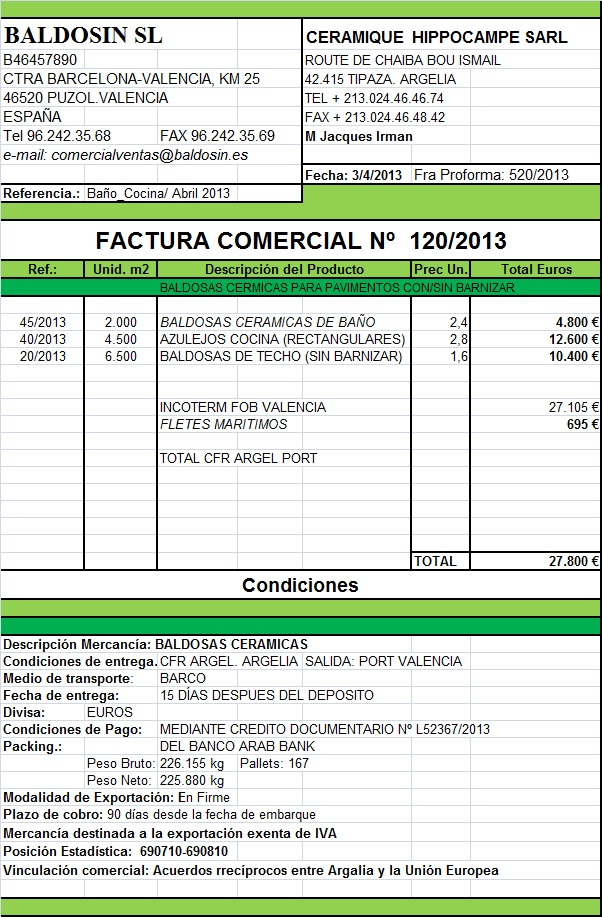 BALDOSIN SL
B46457890
CTRA BARCELONA-VALENCIA, KM 25
46520 PUZOL.VALENCIA
ESPAÑA
Tel 96.242.35.68 FAX 96.242.35.69
e-mail: comercialventas@baldosin.es
Referencia.: Baño_Cocina/ Abril 2013
CERAMIQUE HIPPOCAMPE SARL
ROUTE DE CHAIBA BOU ISMAIL
42.415 TIPAZA. ARGELIA
TEL + 213.024.46.46.74
FAX + 213.024.46.48.42
M Jacques Irman
Fecha: 3/4/2013 Fra Proforma: 520/2013
FACTURA COMERCIAL Nº 120/2013
Ref.: Unid. m2 Descripción del Producto Prec Un. Total Euros
BALDOSAS CERMICAS PARA PAVIMENTOS CON/SIN BARNIZAR
45/2013 2.000 BALDOSAS CERAMICAS DE BAÑO 2,4 4.800 €
40/2013 4.500 AZULEJOS COCINA (RECTANGULARES) 2,8 12.600 €
20/2013 6.500 BALDOSAS DE TECHO (SIN BARNIZAR) 1,6 10.400 €
INCOTERM FOB VALENCIA 27.105 €
FLETES MARITIMOS 695 €
TOTAL CFR ARGEL PORT
TOTAL 27.800 €
Condiciones
Descripción Mercancía: BALDOSAS CERAMICAS
Condiciones de entrega. CFR ARGEL. ARGELIA SALIDA: PORT VALENCIA
Medio de transporte: BARCO
Fecha de entrega: 15 DÍAS DESPUES DEL DEPOSITO
Divisa: EUROS
Condiciones de Pago: MEDIANTE CREDITO DOCUMENTARIO Nº L52367/2013
Packing.: DEL BANCO ARAB BANK
Peso Bruto: 226.155 kg Pallets: 167
Peso Neto: 225.880 kg
Modalidad de Exportación: En Firme
Plazo de cobro: 90 días desde la fecha de embarque
Mercancía destinada a la exportación exenta de IVA
Posición Estadística: 690710-690810
Vinculación comercial: Acuerdos rrecíprocos entre Argalia y la Unión Europea